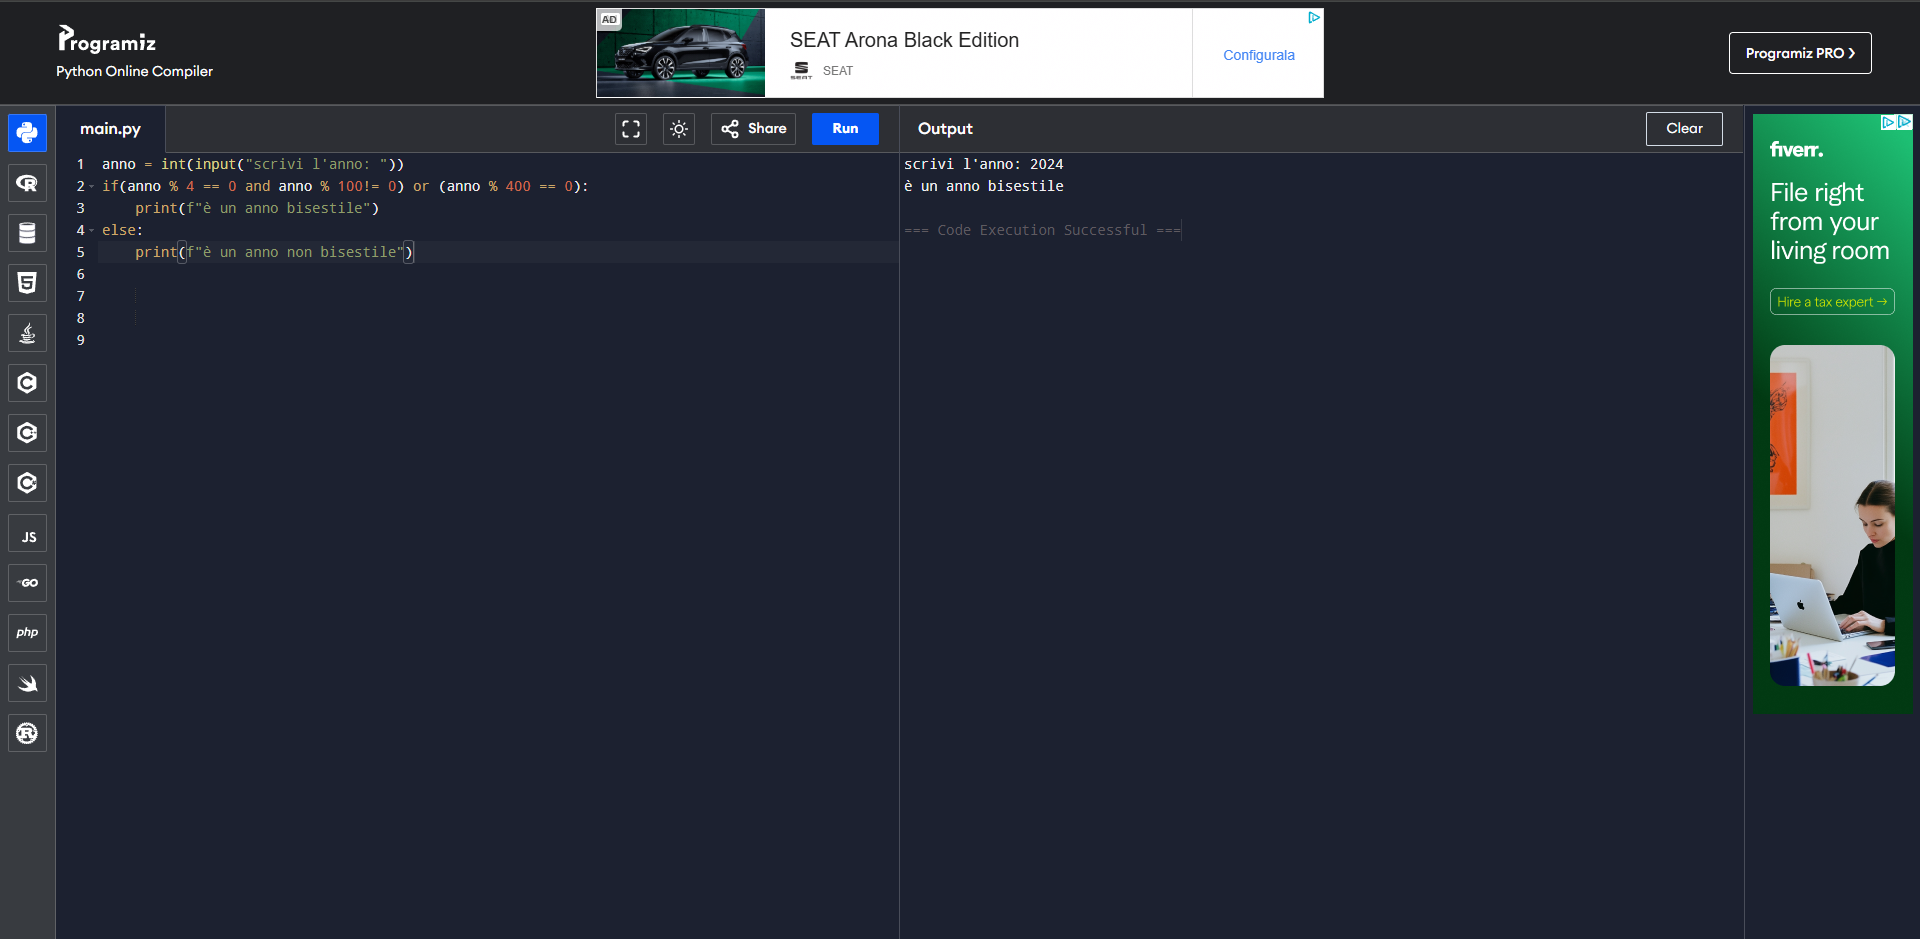 Programiz
Python Online Compiler
AD
SEAT Arona Black Edition
SEAT
SEAT
Configurala
Programiz PRO ❯
main.py
Share
Run
Output
Clear
1 anno = int(input("scrivi l'anno: "))
2 if(anno % 4 == 0 and anno % 100!= 0) or (anno % 400 == 0):
3     print(f"è un anno bisestile")
4 else:
5     print(f"è un anno non bisestile")
6
7
8
9
scrivi l'anno: 2024
è un anno bisestile
=== Code Execution Successful ===
JS
GO
php
fiverr.
File right
from your
living room
Hire a tax expert →